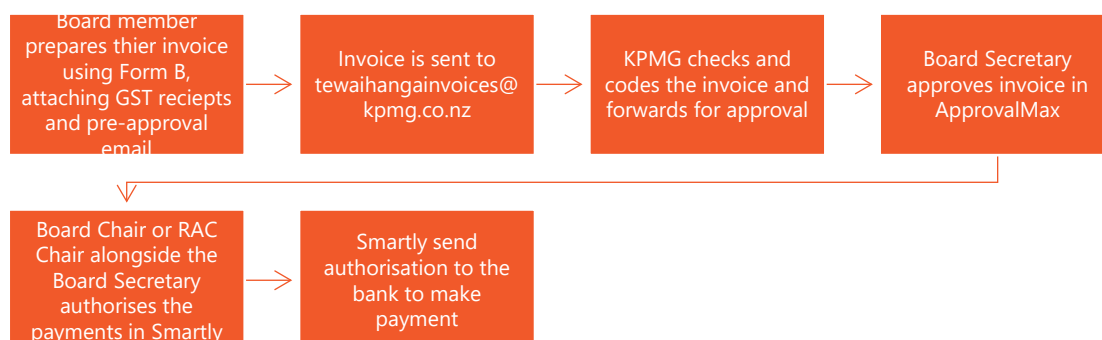 Board member
prepares thier invoice
using Form B,
attaching GST reciepts
and pre-approval
email
Invoice is sent to
tewaihangainvoices@
kpmg.co.nz
KPMG checks and
codes the invoice and
forwards for approval
Board Secretary
approves invoice in
ApprovalMax
Board Chair or RAC
Chair alongside the
Board Secretary
authorises the
payments in Smartly
Smartly send
authorisation to the
bank to make
payment